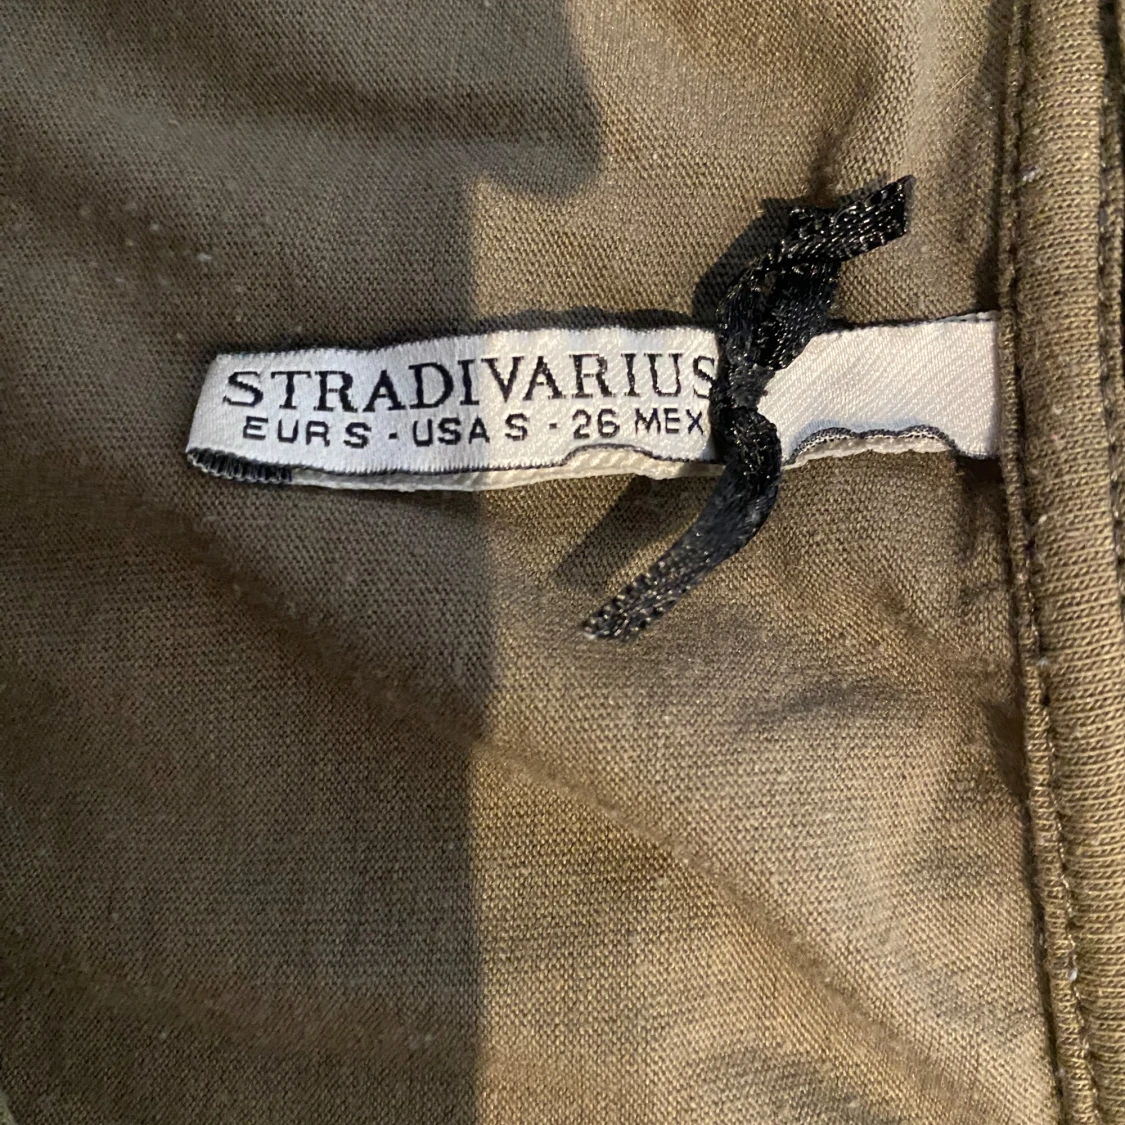 STRADIVARIUS
EUR S - USA S - 26 MEX